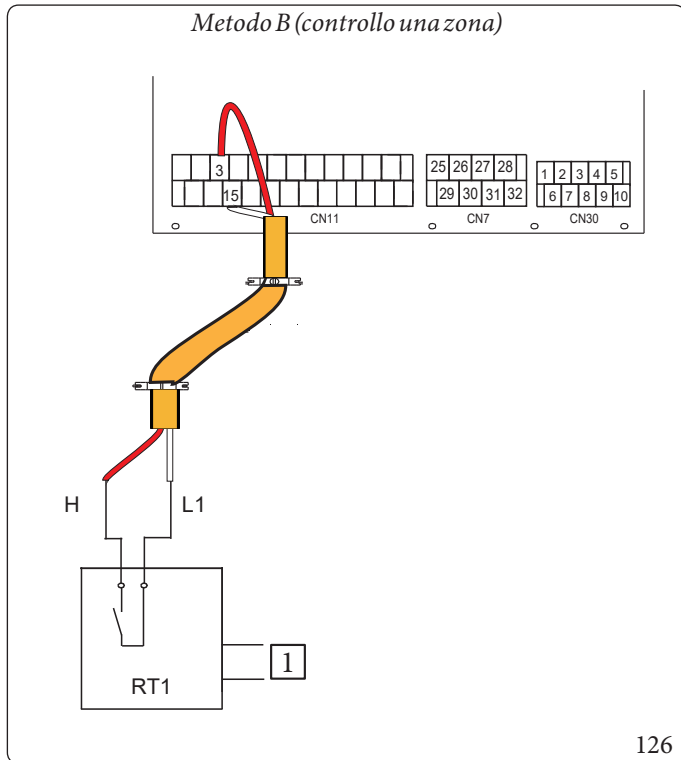 Metodo B (controllo una zona)
3
15
CN11
25 26 27 28
29 30 31 32
CN7
1 2 3 4 5
6 7 8 9 10
CN30
H
L1
RT1
1
126